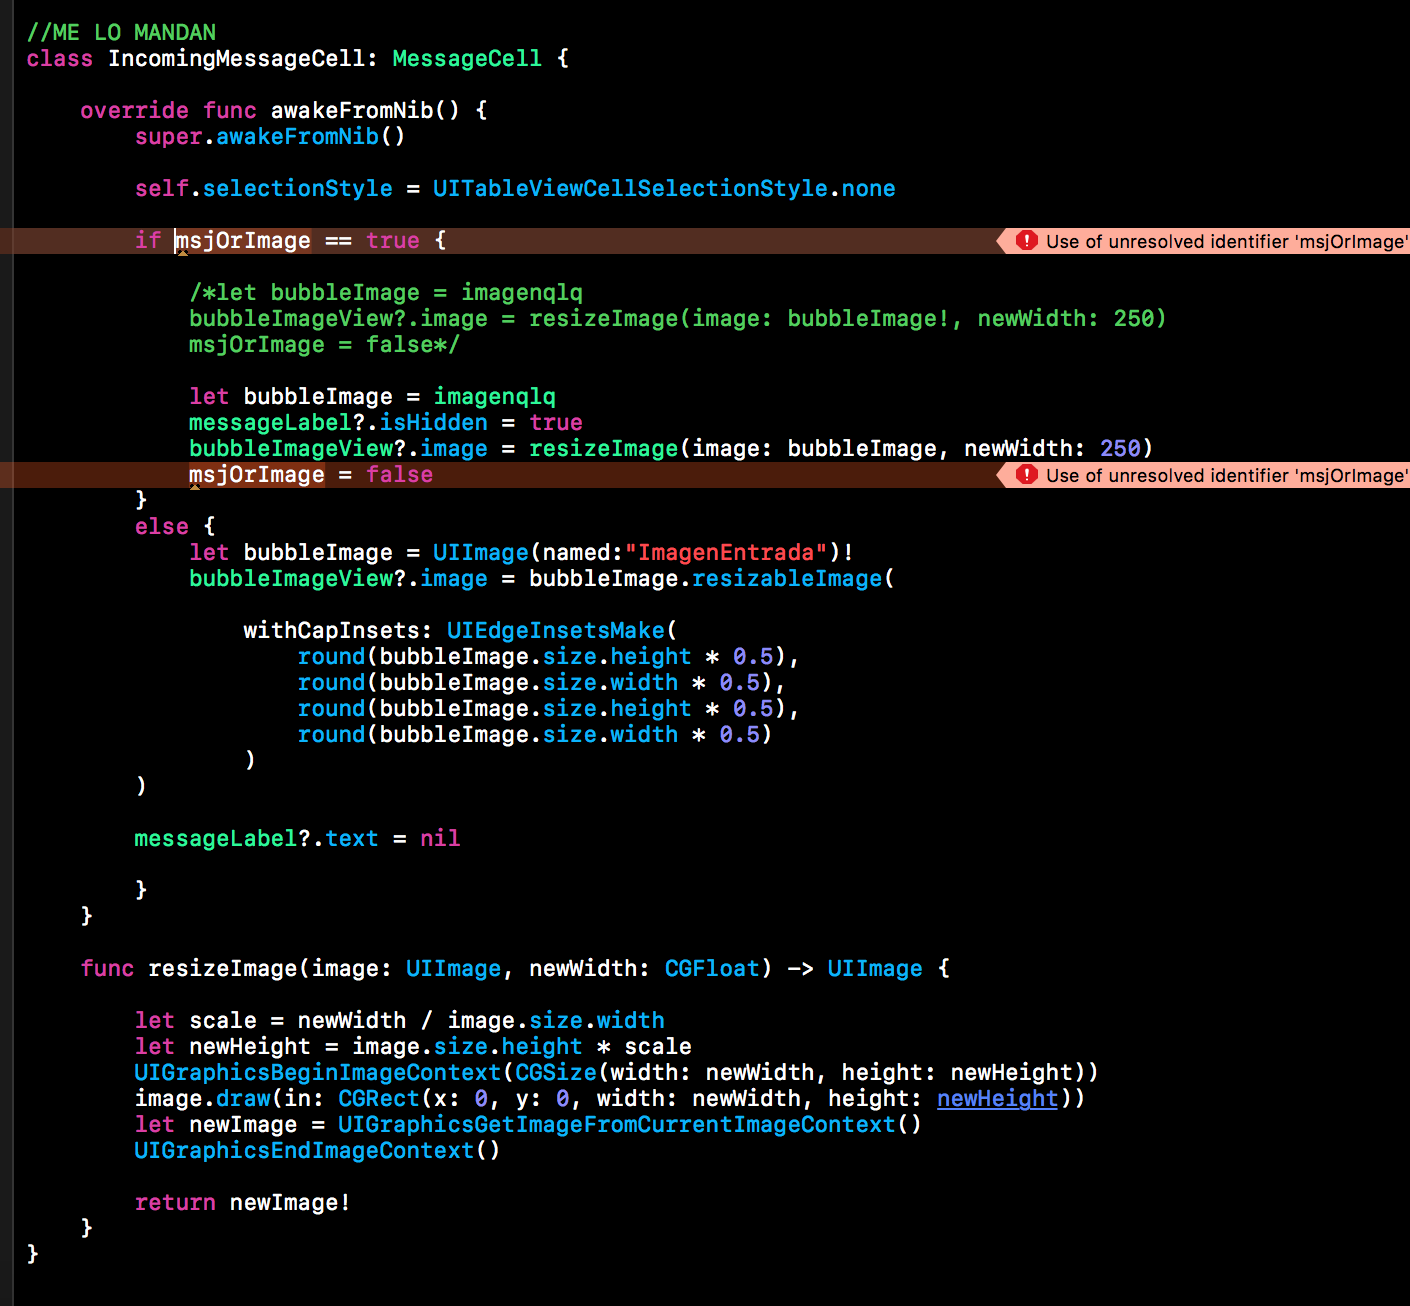 //ME LO MANDAN
class IncomingMessageCell: MessageCell {
override func awakeFromNib() {
super.awakeFromNib()
self.selectionStyle = UITableViewCellSelectionStyle.none
if msjOrImage == true {
Use of unresolved identifier 'msjOrImage'
/*let bubbleImage = imagenqlq
bubbleImageView?.image = resizeImage(image: bubbleImage!, newWidth: 250)
msjOrImage = false*/
let bubbleImage = imagenqlq
messageLabel?.isHidden = true
bubbleImageView?.image = resizeImage(image: bubbleImage, newWidth: 250)
msjOrImage = false
Use of unresolved identifier 'msjOrImage'
}
else {
let bubbleImage = UIImage(named:"ImagenEntrada")!
bubbleImageView?.image = bubbleImage.resizableImage(
withCapInsets: UIEdgeInsetsMake(
round(bubbleImage.size.height * 0.5),
round(bubbleImage.size.width * 0.5),
round(bubbleImage.size.height * 0.5),
round(bubbleImage.size.width * 0.5)
)
)
messageLabel?.text = nil
}
}
func resizeImage(image: UIImage, newWidth: CGFloat) -> UIImage {
let scale = newWidth / image.size.width
let newHeight = image.size.height * scale
UIGraphicsBeginImageContext(CGSize(width: newWidth, height: newHeight))
image.draw(in: CGRect(x: 0, y: 0, width: newWidth, height: newHeight))
let newImage = UIGraphicsGetImageFromCurrentImageContext()
UIGraphicsEndImageContext()
return newImage!
}
}